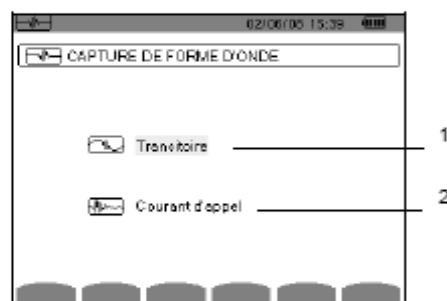 02/06/06 15:39
CAPTURE DE FORME D'ONDE
Transitoire
1
Courant d'appel
2